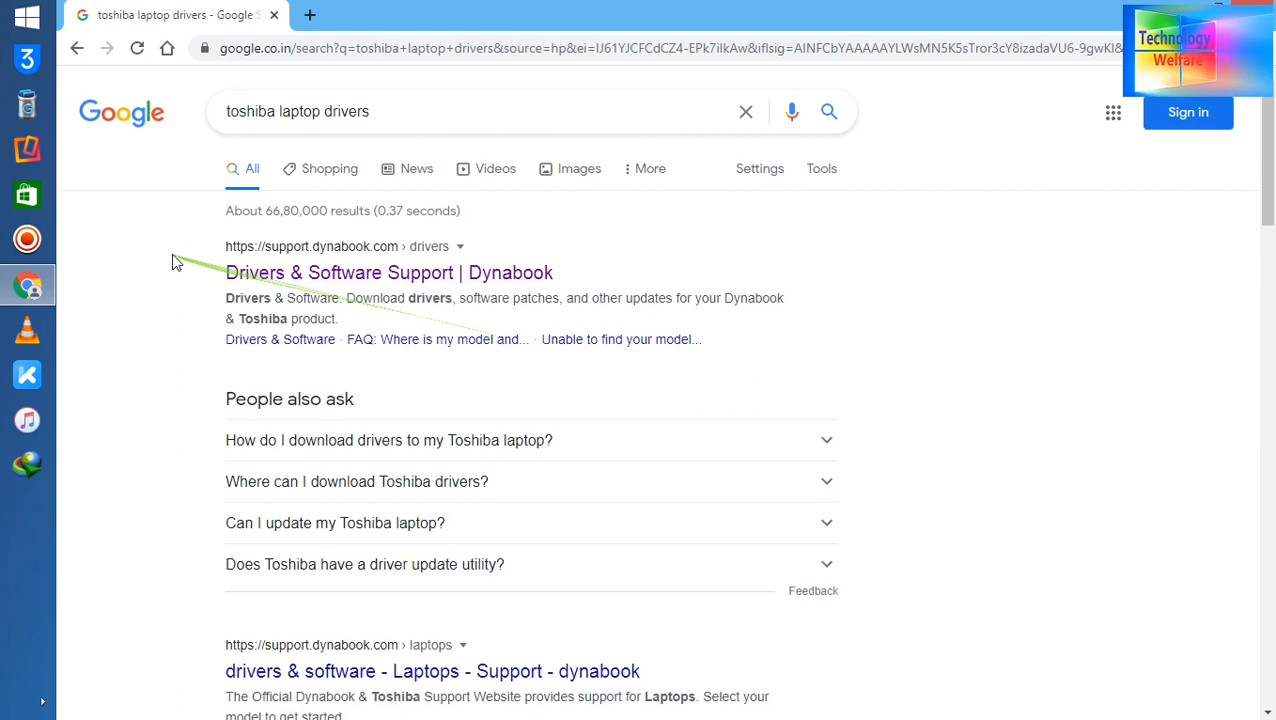 toshiba laptop drivers - Google S
google.co.in/search?q=toshiba+laptop+drivers&source=hp&ei=IJ61YJCFCdCZ4-EPk7iIkAw&iflsig=AINFCbYAAAAAYLWsMN5K5sTror3cY8izadaVU6-9gwKl&
Technology
Welfare
Google
toshiba laptop drivers
Sign in
All
Shopping
News
Videos
Images
More
Settings
Tools
About 66,80,000 results (0.37 seconds)
https://support.dynabook.com › drivers
Drivers & Software Support | Dynabook
Drivers & Software. Download drivers, software patches, and other updates for your Dynabook
& Toshiba product.
Drivers & Software · FAQ: Where is my model and... · Unable to find your model...
People also ask
How do I download drivers to my Toshiba laptop?
Where can I download Toshiba drivers?
Can I update my Toshiba laptop?
Does Toshiba have a driver update utility?
Feedback
https://support.dynabook.com › laptops
drivers & software - Laptops - Support - dynabook
The Official Dynabook & Toshiba Support Website provides support for Laptops. Select your
model to get started